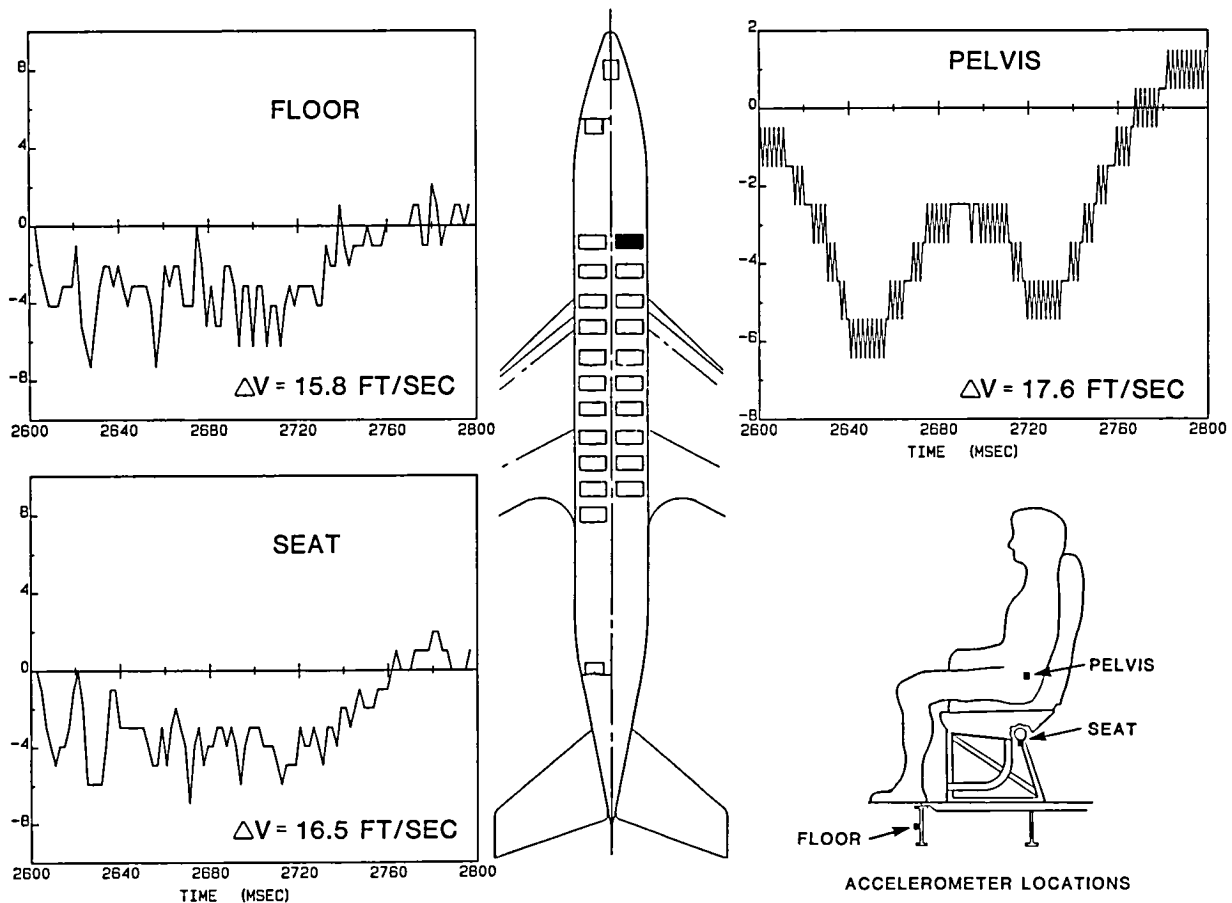 8
4
0
-4
-8
FLOOR
△V = 15.8 FT/SEC
2600 2640 2680 2720 2760 2800
TIME (MSEC)
8
4
0
-4
-8
SEAT
△V = 16.5 FT/SEC
2600 2640 2680 2720 2760 2800
TIME (MSEC)
2
0
-2
-4
-6
-8
PELVIS
△V = 17.6 FT/SEC
2600 2640 2680 2720 2760 2800
TIME (MSEC)
PELVIS
SEAT
FLOOR
ACCELEROMETER LOCATIONS